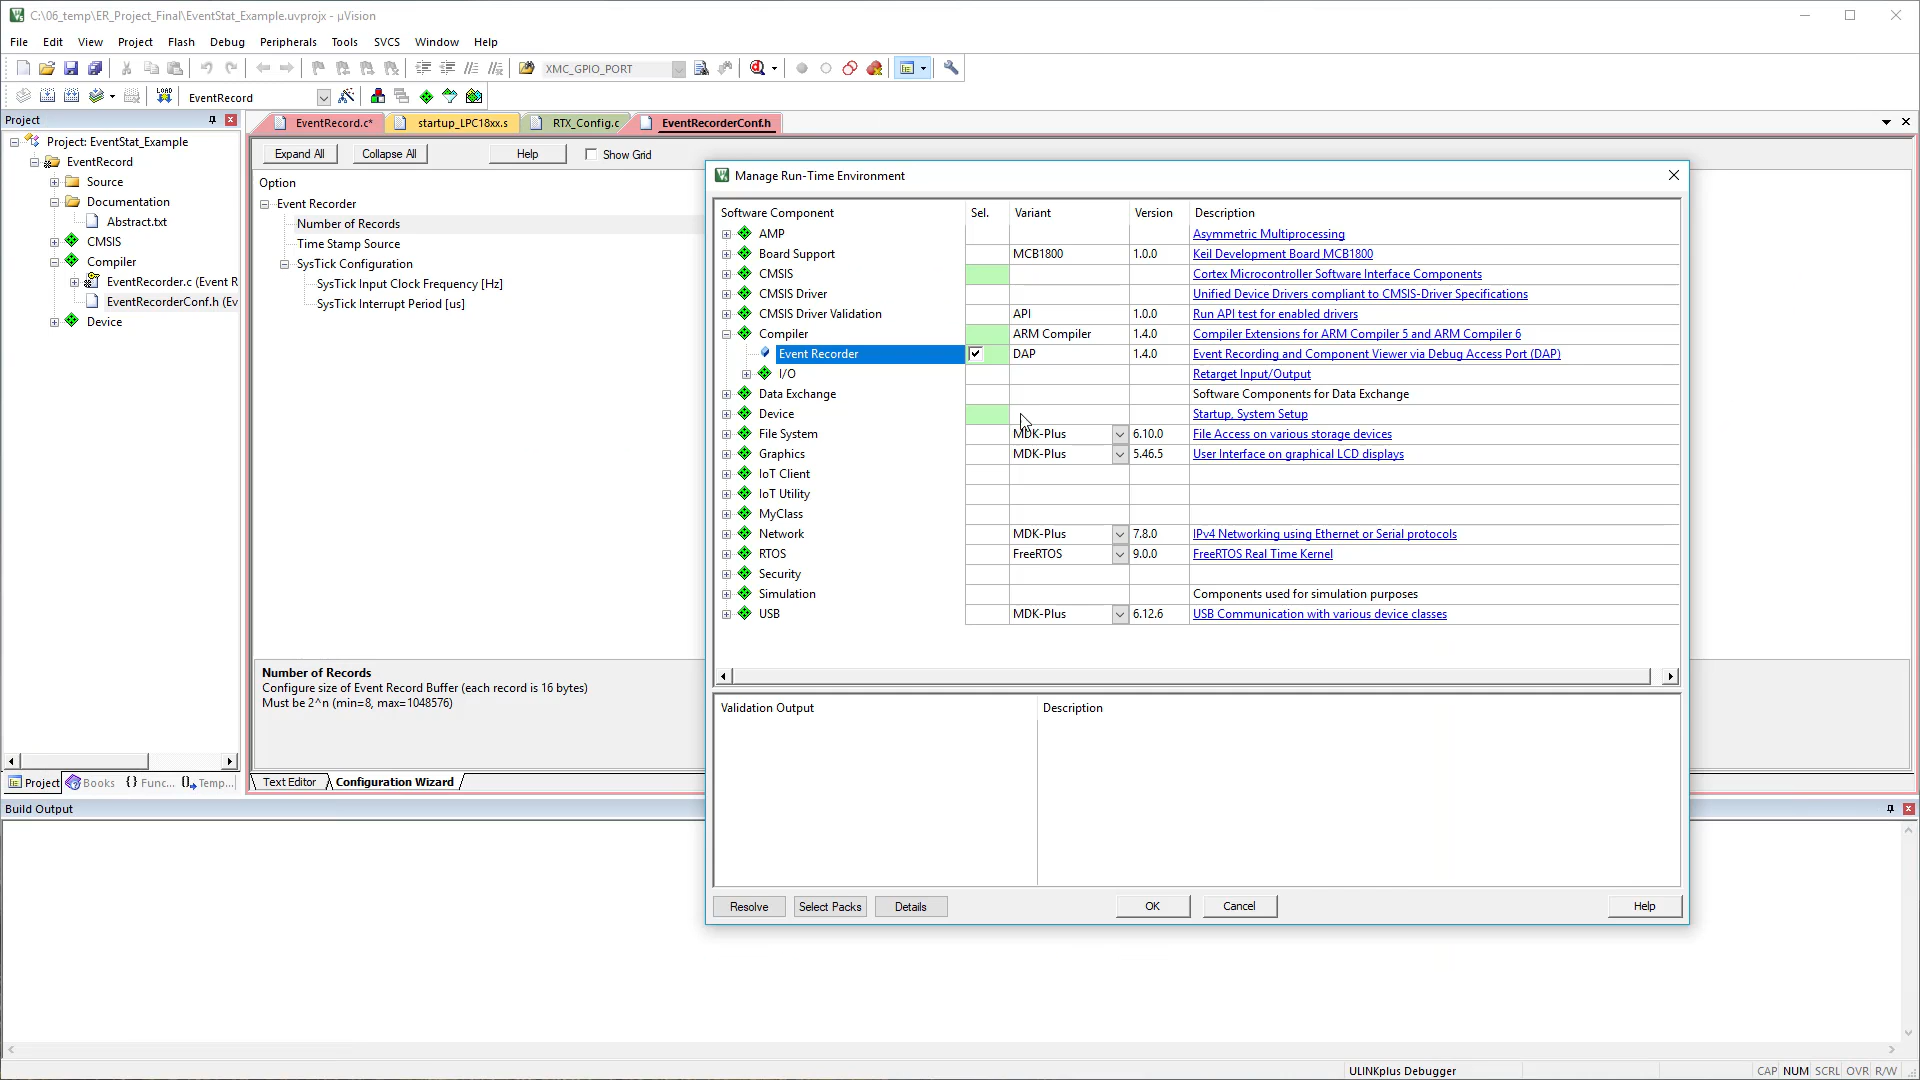 C:\06_temp\ER_Project_Final\EventStat_Example.uvprojx - µVision
File Edit View Project Flash Debug Peripherals Tools SVCS Window Help
XMC_GPIO_PORT
LOAD EventRecord
Project
Project: EventStat_Example
EventRecord
Source
Documentation
Abstract.txt
CMSIS
Compiler
EventRecorder.c (Event R
EventRecorderConf.h (Ev
Device
Project Books Func... Temp...
EventRecord.c* startup_LPC18xx.s RTX_Config.c EventRecorderConf.h
Expand All Collapse All Help Show Grid
Option
Event Recorder
Number of Records
Time Stamp Source
SysTick Configuration
SysTick Input Clock Frequency [Hz]
SysTick Interrupt Period [us]
Number of Records
Configure size of Event Record Buffer (each record is 16 bytes)
Must be 2^n (min=8, max=1048576)
Text Editor Configuration Wizard
Manage Run-Time Environment
Software Component Sel. Variant Version Description
AMP Asymmetric Multiprocessing
Board Support MCB1800 1.0.0 Keil Development Board MCB1800
CMSIS Cortex Microcontroller Software Interface Components
CMSIS Driver Unified Device Drivers compliant to CMSIS-Driver Specifications
CMSIS Driver Validation API 1.0.0 Run API test for enabled drivers
Compiler ARM Compiler 1.4.0 Compiler Extensions for ARM Compiler 5 and ARM Compiler 6
Event Recorder DAP 1.4.0 Event Recording and Component Viewer via Debug Access Port (DAP)
I/O Retarget Input/Output
Data Exchange Software Components for Data Exchange
Device Startup, System Setup
File System MDK-Plus 6.10.0 File Access on various storage devices
Graphics MDK-Plus 5.46.5 User Interface on graphical LCD displays
IoT Client
IoT Utility
MyClass
Network MDK-Plus 7.8.0 IPv4 Networking using Ethernet or Serial protocols
RTOS FreeRTOS 9.0.0 FreeRTOS Real Time Kernel
Security
Simulation Components used for simulation purposes
USB MDK-Plus 6.12.6 USB Communication with various device classes
Validation Output Description
Resolve Select Packs Details OK Cancel Help
Build Output
ULINKplus Debugger CAP NUM SCRL OVR R/W